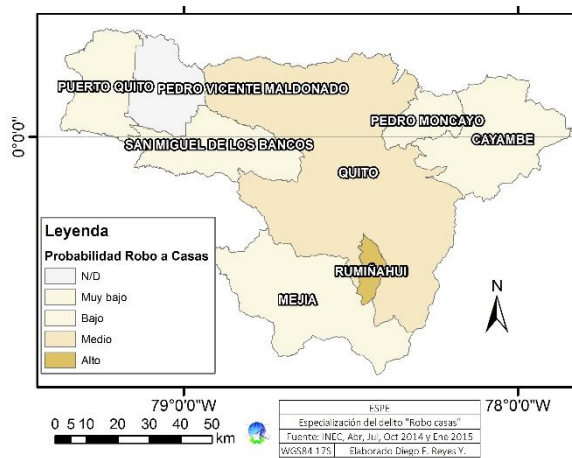 PUERTO QUITO
PEDRO VICENTE MALDONADO
PEDRO MONCAYO
CAYAMBE
SAN MIGUEL DE LOS BANCOS
QUITO
RUMIÑAHUI
MEJIA
0°0'0"
Leyenda
Probabilidad Robo a Casas
N/D
Muy bajo
Bajo
Medio
Alto
N
79°0'0"W
78°0'0"W
0 5 10 20 30 40 50
km
ESPE
Especialización del delito "Robo casas"
Fuente: INEC, Abr, Jul, Oct 2014 y Ene 2015
WGS84 17S Elaborado Diego F. Reyes Y.